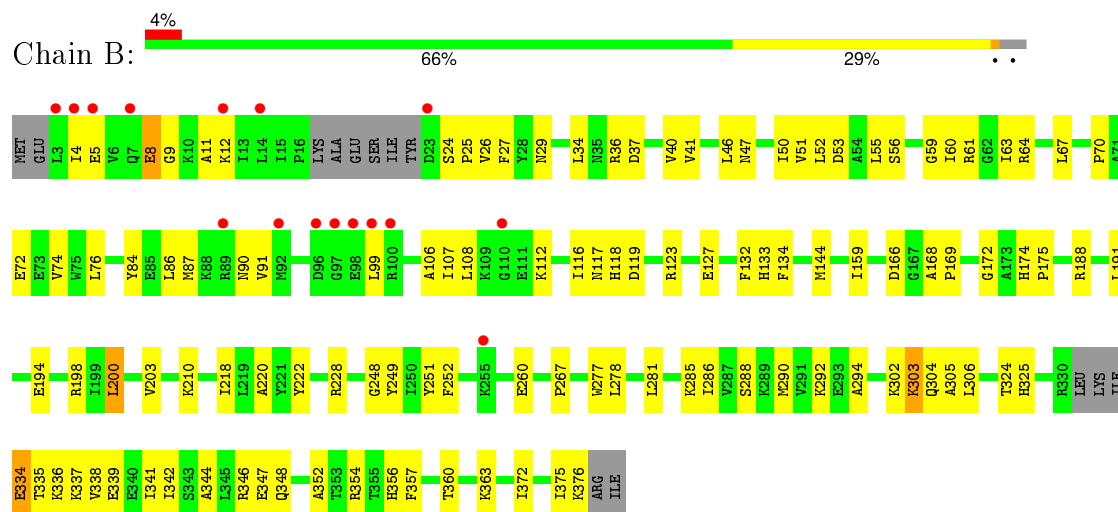 4%
Chain B:
66% 29% • •
MET GLU L3 I4 E5 V6 Q7 E8 G9 K10 A11 K12 I13 L14 I15 P16 LYS ALA GLU SER ILE TYR D23 S24 P25 V26 F27 Y28 N29 L34 N35 R36 D37 V40 V41 L46 N47 I50 V51 L52 D53 A54 L55 S56 G59 I60 R61 G62 I63 R64 L67 P70 A71
E72 E73 V74 W75 L76 Y84 E85 L86 M87 K88 R89 N90 V91 M92 D96 G97 E98 L99 R100 A106 I107 L108 K109 G110 E111 K112 I116 N117 H118 D119 R123 E127 F132 H133 F134 M144 I159 D166 G167 A168 P169 G172 A173 H174 P175 R188 L191
E194 R198 I199 L200 V203 K210 I218 L219 A220 Y221 Y222 R228 G248 Y249 I250 Y251 F252 K255 E260 P267 W277 L278 L281 K285 I286 V287 S288 K289 M290 V291 K292 E293 A294 K302 K303 Q304 A305 L306 T324 H325 R330 LEU LYS ILE
E334 T335 K336 K337 V338 E339 E340 I341 I342 S343 A344 L345 R346 E347 Q348 A352 T353 R354 T355 H356 F357 T360 K363 I372 I375 K376 ARG ILE